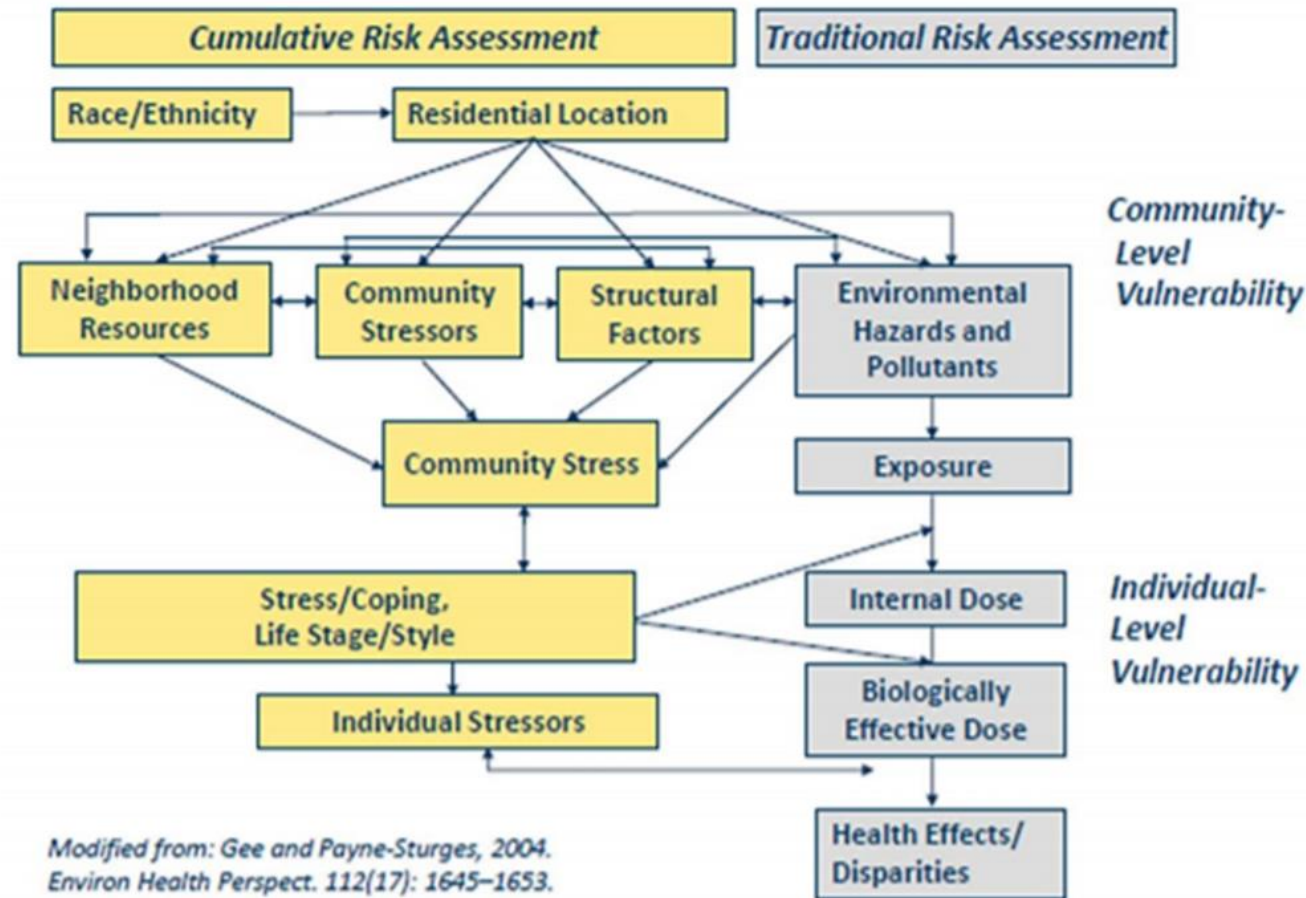 Cumulative Risk Assessment
Traditional Risk Assessment
Race/Ethnicity
Residential Location
Community-
Level
Vulnerability
Neighborhood
Resources
Community
Stressors
Structural
Factors
Environmental
Hazards and
Pollutants
Community Stress
Exposure
Stress/Coping,
Life Stage/Style
Internal Dose
Individual-
Level
Vulnerability
Individual Stressors
Biologically
Effective Dose
Health Effects/
Disparities
Modified from: Gee and Payne-Sturges, 2004.
Environ Health Perspect. 112(17): 1645–1653.